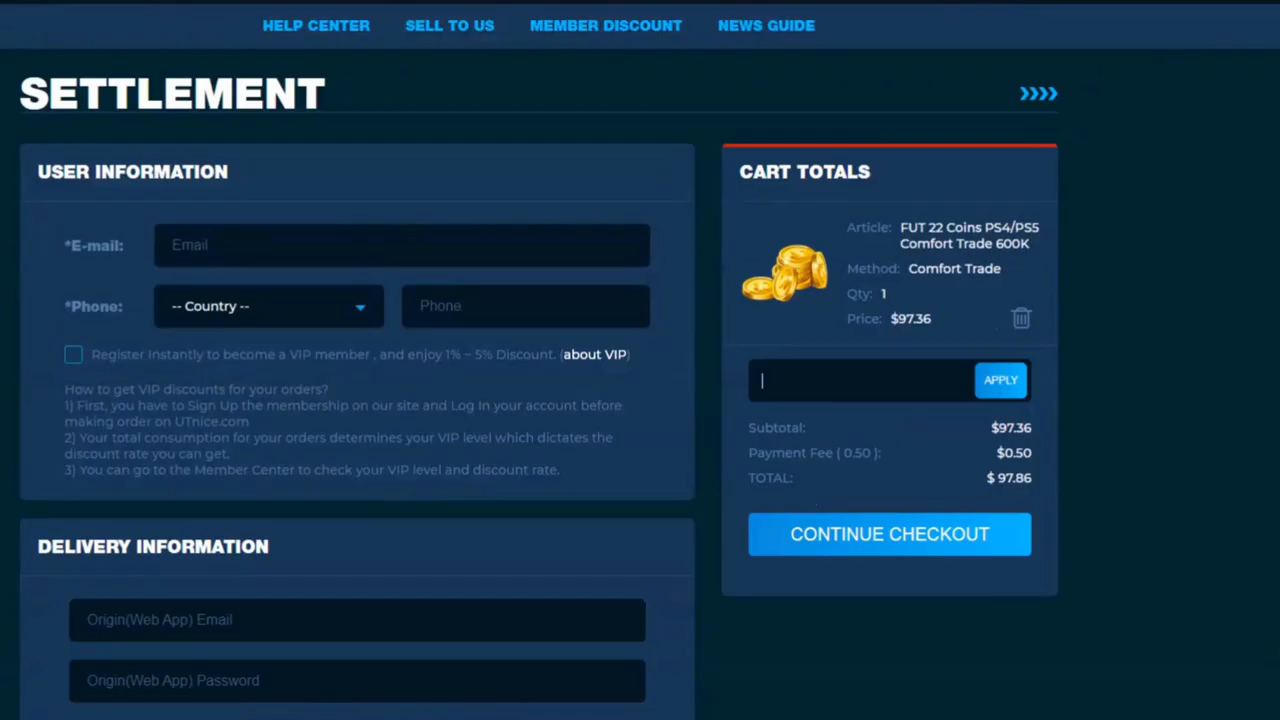 HELP CENTER SELL TO US MEMBER DISCOUNT NEWS GUIDE
SETTLEMENT
USER INFORMATION
*E-mail: Email
*Phone: -- Country -- Phone
Register Instantly to become a VIP member , and enjoy 1% ~ 5% Discount. (about VIP)
How to get VIP discounts for your orders?
1) First, you have to Sign Up the membership on our site and Log In your account before
making order on UTnice.com
2) Your total consumption for your orders determines your VIP level which dictates the
discount rate you can get.
3) You can go to the Member Center to check your VIP level and discount rate.
DELIVERY INFORMATION
Origin(Web App) Email
Origin(Web App) Password
CART TOTALS
Article: FUT 22 Coins PS4/PS5
Comfort Trade 600K
Method: Comfort Trade
Qty: 1
Price: $97.36
APPLY
Subtotal: $97.36
Payment Fee ( 0.50 ): $0.50
TOTAL: $ 97.86
CONTINUE CHECKOUT